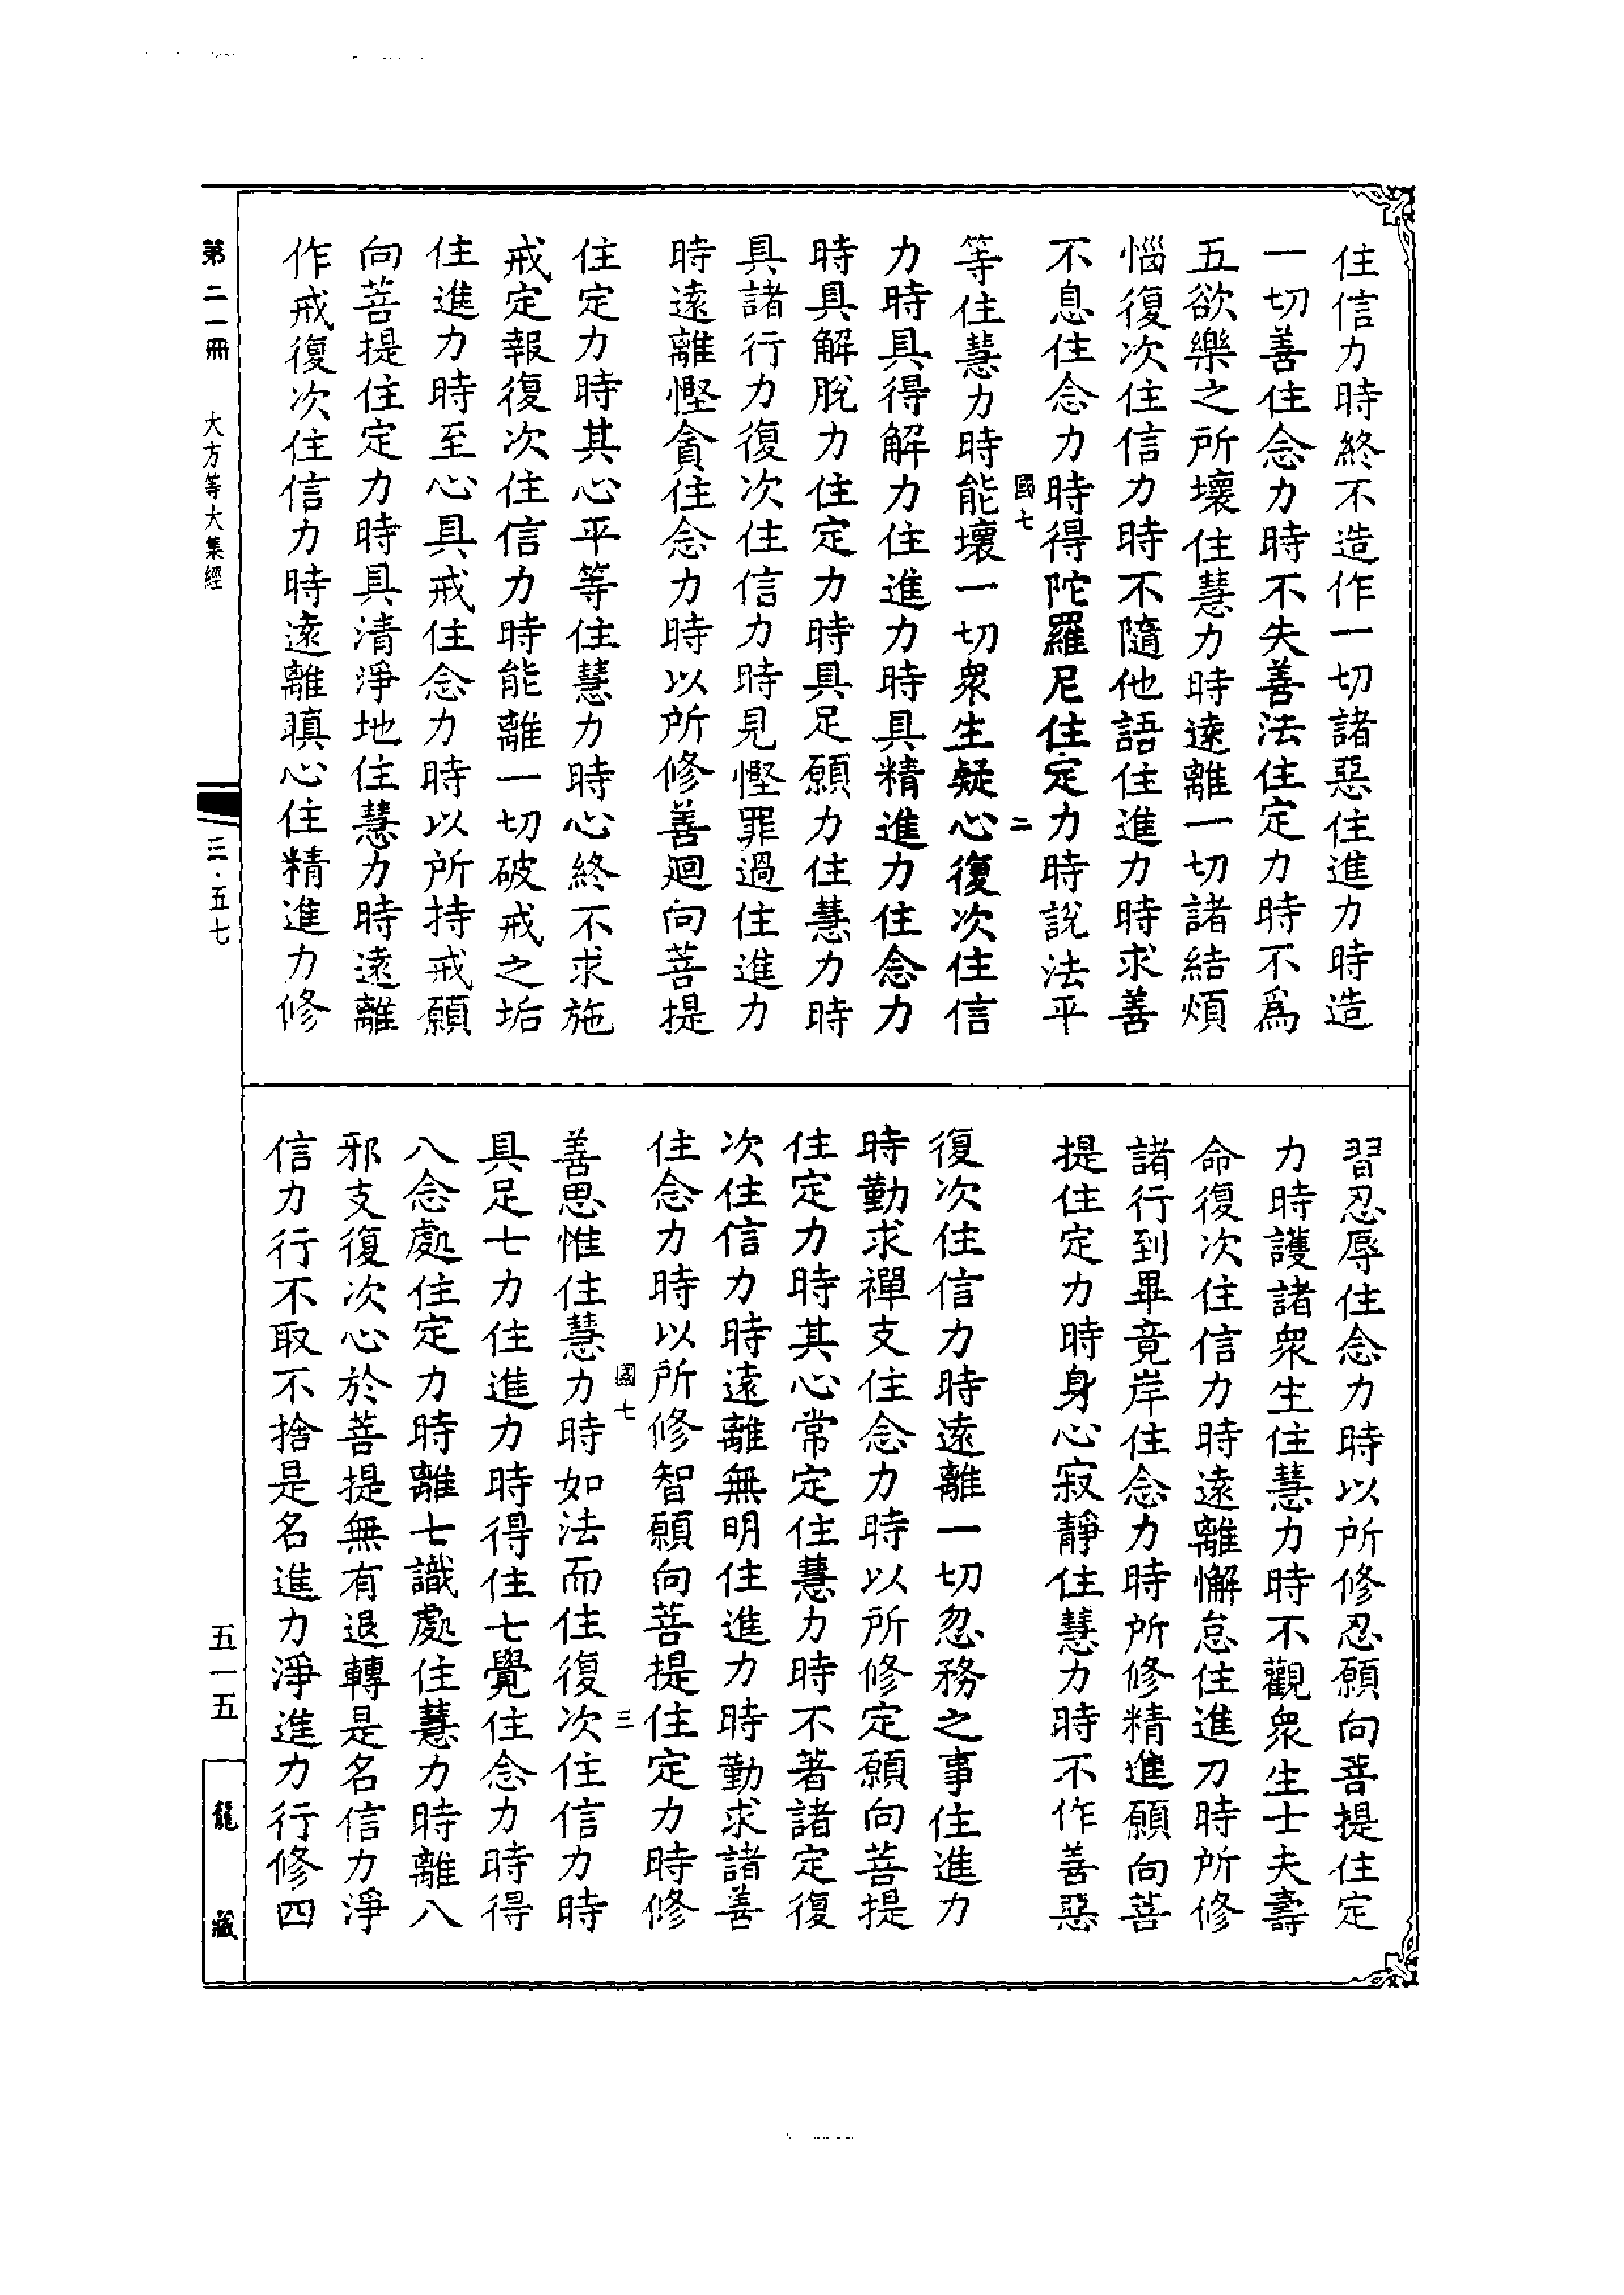 住信力時終不造作一切諸惡住進力時造
一切善住念力時不失善法住定力時不為
五欲樂之所壞住慧力時遠離一切諸結煩
惱復次住信力時不隨他語住進力時求善
不息住念力時得陀羅尼住定力時說法平
國七 二
等住慧力時能壞一切衆生疑心復次住信
力時具得解力住進力時具精進力住念力
時具解脫力住定力時具足願力住慧力時
具諸行力復次住信力時見慳罪過住進力
時遠離慳貪住念力時以所修善迴向菩提
住定力時其心平等住慧力時心終不求施
戒定報復次住信力時能離一切破戒之垢
住進力時至心具戒住念力時以所持戒願
向菩提住定力時具清淨地住慧力時遠離
作戒復次住信力時遠離瞋心住精進力修
習忍辱住念力時以所修忍願向菩提住定
力時護諸衆生住慧力時不觀衆生士夫壽
命復次住信力時遠離懈怠住進力時所修
諸行到畢竟岸住念力時所修精進願向菩
提住定力時身心寂靜住慧力時不作善惡
復次住信力時遠離一切忽務之事住進力
時勤求禪支住念力時以所修定願向菩提
住定力時其心常定住慧力時不著諸定復
次住信力時遠離無明住進力時勤求諸善
住念力時以所修智願向菩提住定力時修
國七 三
善思惟住慧力時如法而住復次住信力時
具足七力住進力時得住七覺住念力時得
八念處住定力時離七識處住慧力時離八
邪支復次心於菩提無有退轉是名信力淨
信力行不取不捨是名進力淨進力行修四
第二一冊 大方等大集經
三·五七
五一五
龍藏